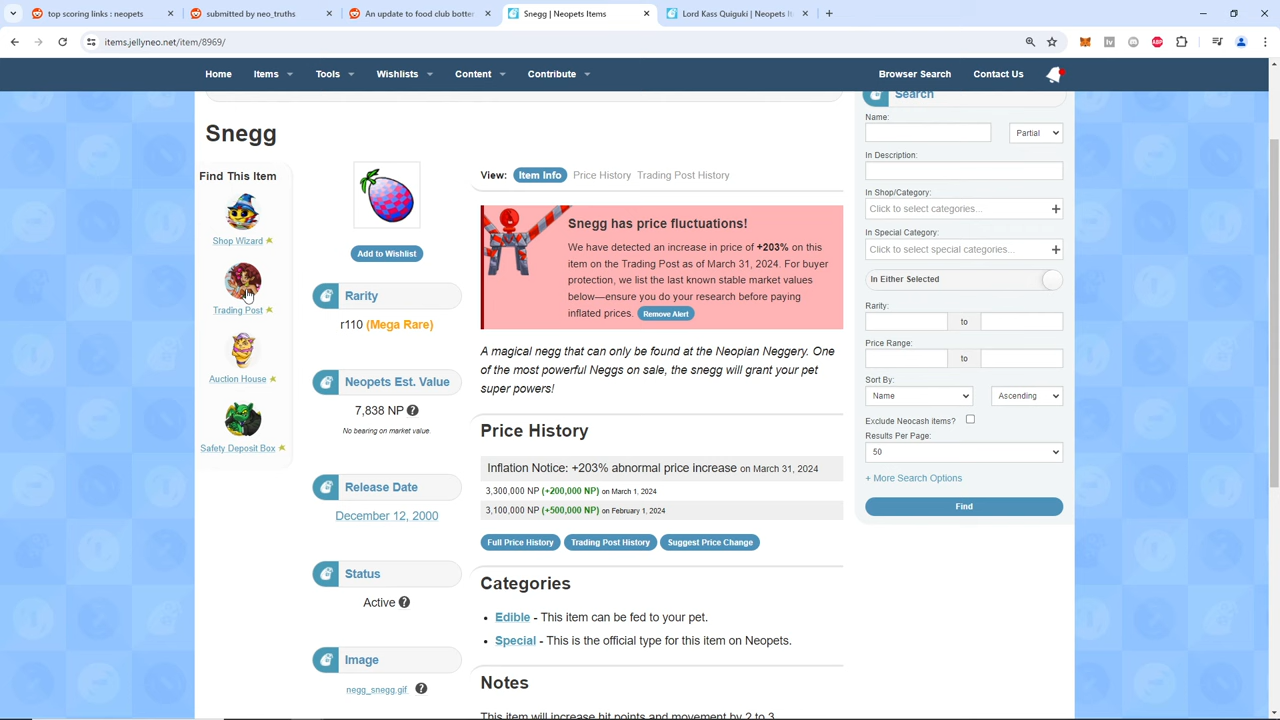 top scoring links : neopets
submitted by neo_truths
An update to food club botter
Snegg | Neopets Items
Lord Kass Quiguki | Neopets It
items.jellyneo.net/item/8969/
Home
Items
Tools
Wishlists
Content
Contribute
Browser Search
Contact Us
Snegg
Find This Item
Shop Wizard
Trading Post
Auction House
Safety Deposit Box
Add to Wishlist
Rarity
r110 (Mega Rare)
Neopets Est. Value
7,838 NP
No bearing on market value
Release Date
December 12, 2000
Status
Active
Image
negg_snegg.gif
View: Item Info Price History Trading Post History
Snegg has price fluctuations!
We have detected an increase in price of +203% on this
item on the Trading Post as of March 31, 2024. For buyer
protection, we list the last known stable market values
below—ensure you do your research before paying
inflated prices. Remove Alert
A magical negg that can only be found at the Neopian Neggery. One
of the most powerful Neggs on sale, the snegg will grant your pet
super powers!
Price History
Inflation Notice: +203% abnormal price increase on March 31, 2024
3,300,000 NP (+200,000 NP) on March 1, 2024
3,100,000 NP (+500,000 NP) on February 1, 2024
Full Price History
Trading Post History
Suggest Price Change
Categories
Edible - This item can be fed to your pet.
Special - This is the official type for this item on Neopets.
Notes
This item will increase hit points and movement by 2 to 3
Search
Name:
Partial
In Description:
In Shop/Category:
Click to select categories...
In Special Category:
Click to select special categories...
In Either Selected
Rarity:
to
Price Range:
to
Sort By:
Name
Ascending
Exclude Neocash items?
Results Per Page:
50
+ More Search Options
Find